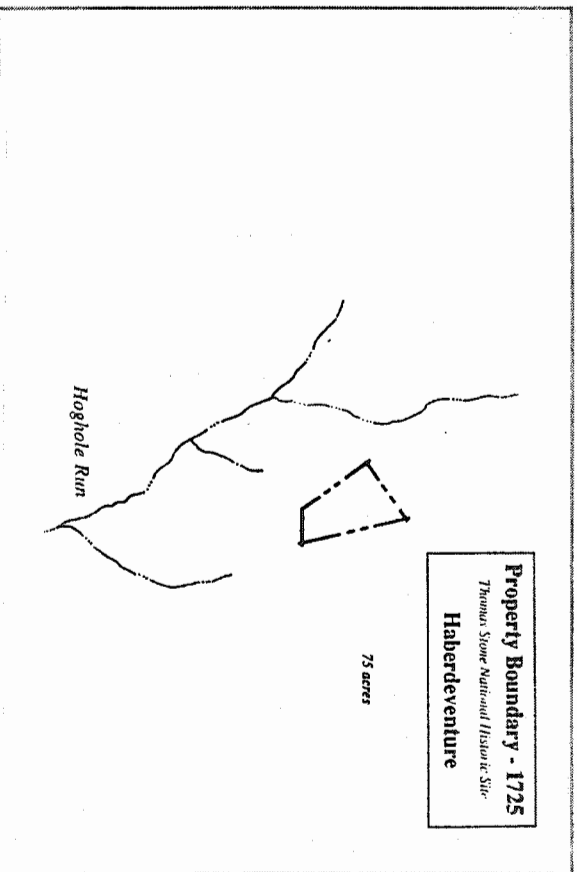 Property Boundary - 1725
Thomas Stone National Historic Site
Haberdeventure
75 acres
Hoghole Run